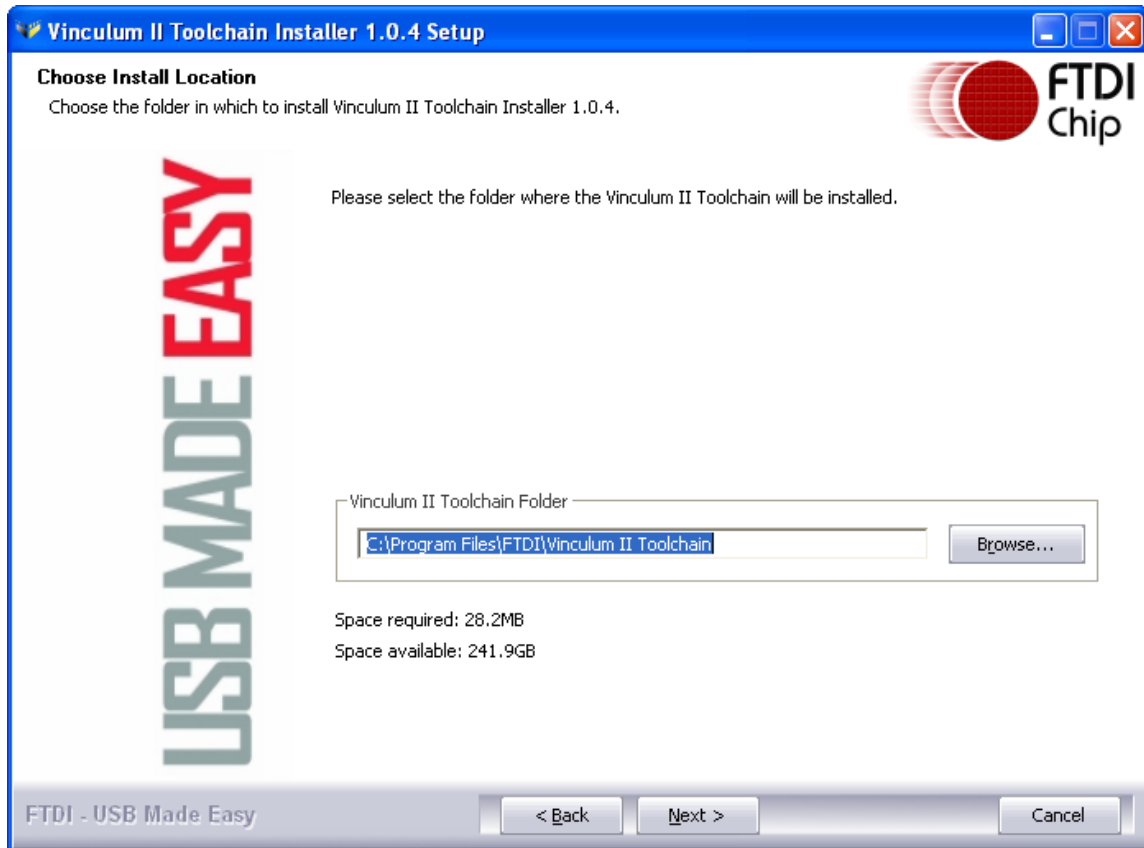 Vinculum II Toolchain Installer 1.0.4 Setup
Choose Install Location
Choose the folder in which to install Vinculum II Toolchain Installer 1.0.4.
FTDI
Chip
USB MADE EASY
Please select the folder where the Vinculum II Toolchain will be installed.
Vinculum II Toolchain Folder
C:\Program Files\FTDI\Vinculum II Toolchain
Browse...
Space required: 28.2MB
Space available: 241.9GB
FTDI - USB Made Easy
< Back
Next >
Cancel